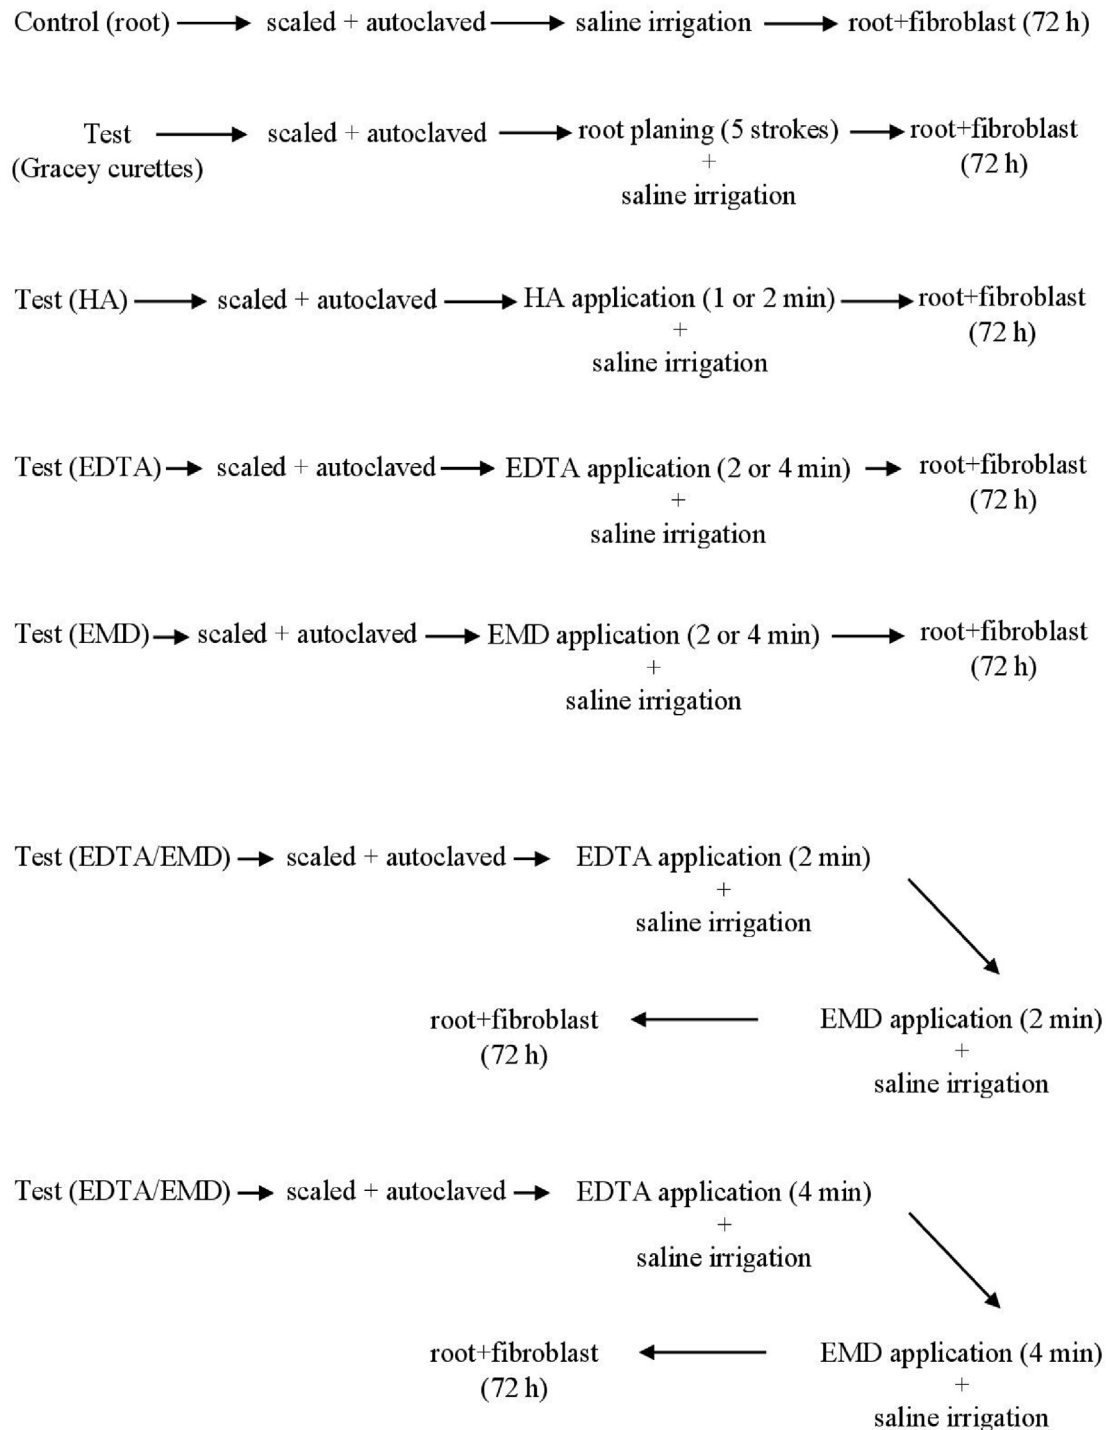 Control (root) scaled + autoclaved saline irrigation root+fibroblast (72 h)
Test scaled + autoclaved root planing (5 strokes) root+fibroblast
(Gracey curettes) + (72 h)
saline irrigation
Test (HA) scaled + autoclaved HA application (1 or 2 min) root+fibroblast
+ (72 h)
saline irrigation
Test (EDTA) scaled + autoclaved EDTA application (2 or 4 min) root+fibroblast
+ (72 h)
saline irrigation
Test (EMD) scaled + autoclaved EMD application (2 or 4 min) root+fibroblast
+ (72 h)
saline irrigation
Test (EDTA/EMD) scaled + autoclaved EDTA application (2 min)
+
saline irrigation
root+fibroblast EMD application (2 min)
(72 h) +
saline irrigation
Test (EDTA/EMD) scaled + autoclaved EDTA application (4 min)
+
saline irrigation
root+fibroblast EMD application (4 min)
(72 h) +
saline irrigation